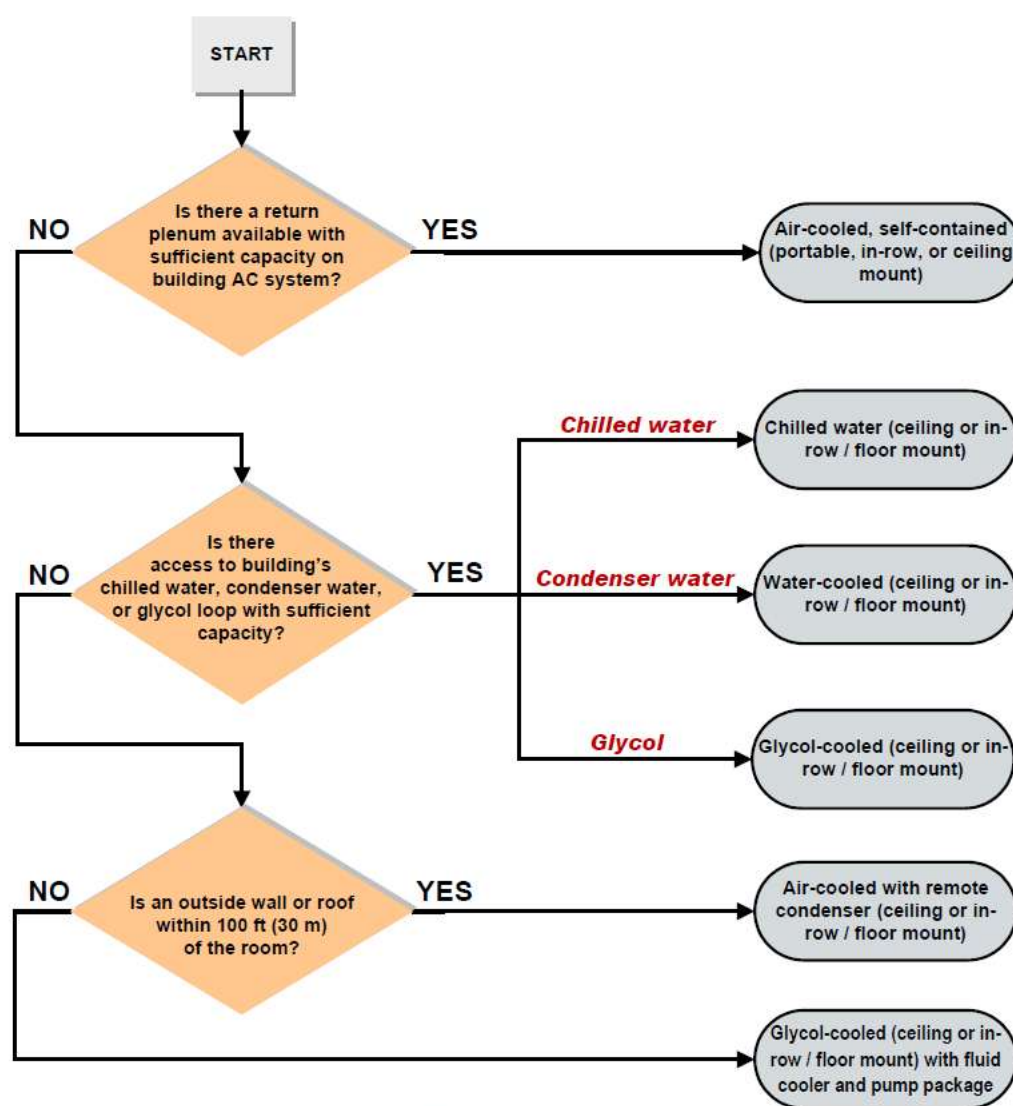 START
Is there a return
plenum available with
sufficient capacity on
building AC system?
NO
YES
Air-cooled, self-contained
(portable, in-row, or ceiling
mount)
Is there
access to building's
chilled water, condenser water,
or glycol loop with sufficient
capacity?
NO
YES
Chilled water
Chilled water (ceiling or in-
row / floor mount)
Condenser water
Water-cooled (ceiling or in-
row / floor mount)
Glycol
Glycol-cooled (ceiling or in-
row / floor mount)
Is an outside wall or roof
within 100 ft (30 m)
of the room?
NO
YES
Air-cooled with remote
condenser (ceiling or in-
row / floor mount)
Glycol-cooled (ceiling or in-
row / floor mount) with fluid
cooler and pump package